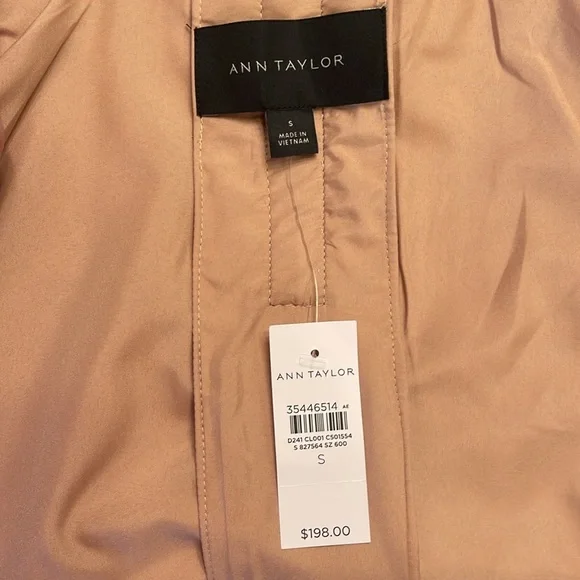 ANN TAYLOR
S
MADE IN
VIETNAM
ANN TAYLOR
35446514 AE
D241 CL001 C501554
S 827564 SZ 600
S
$198.00